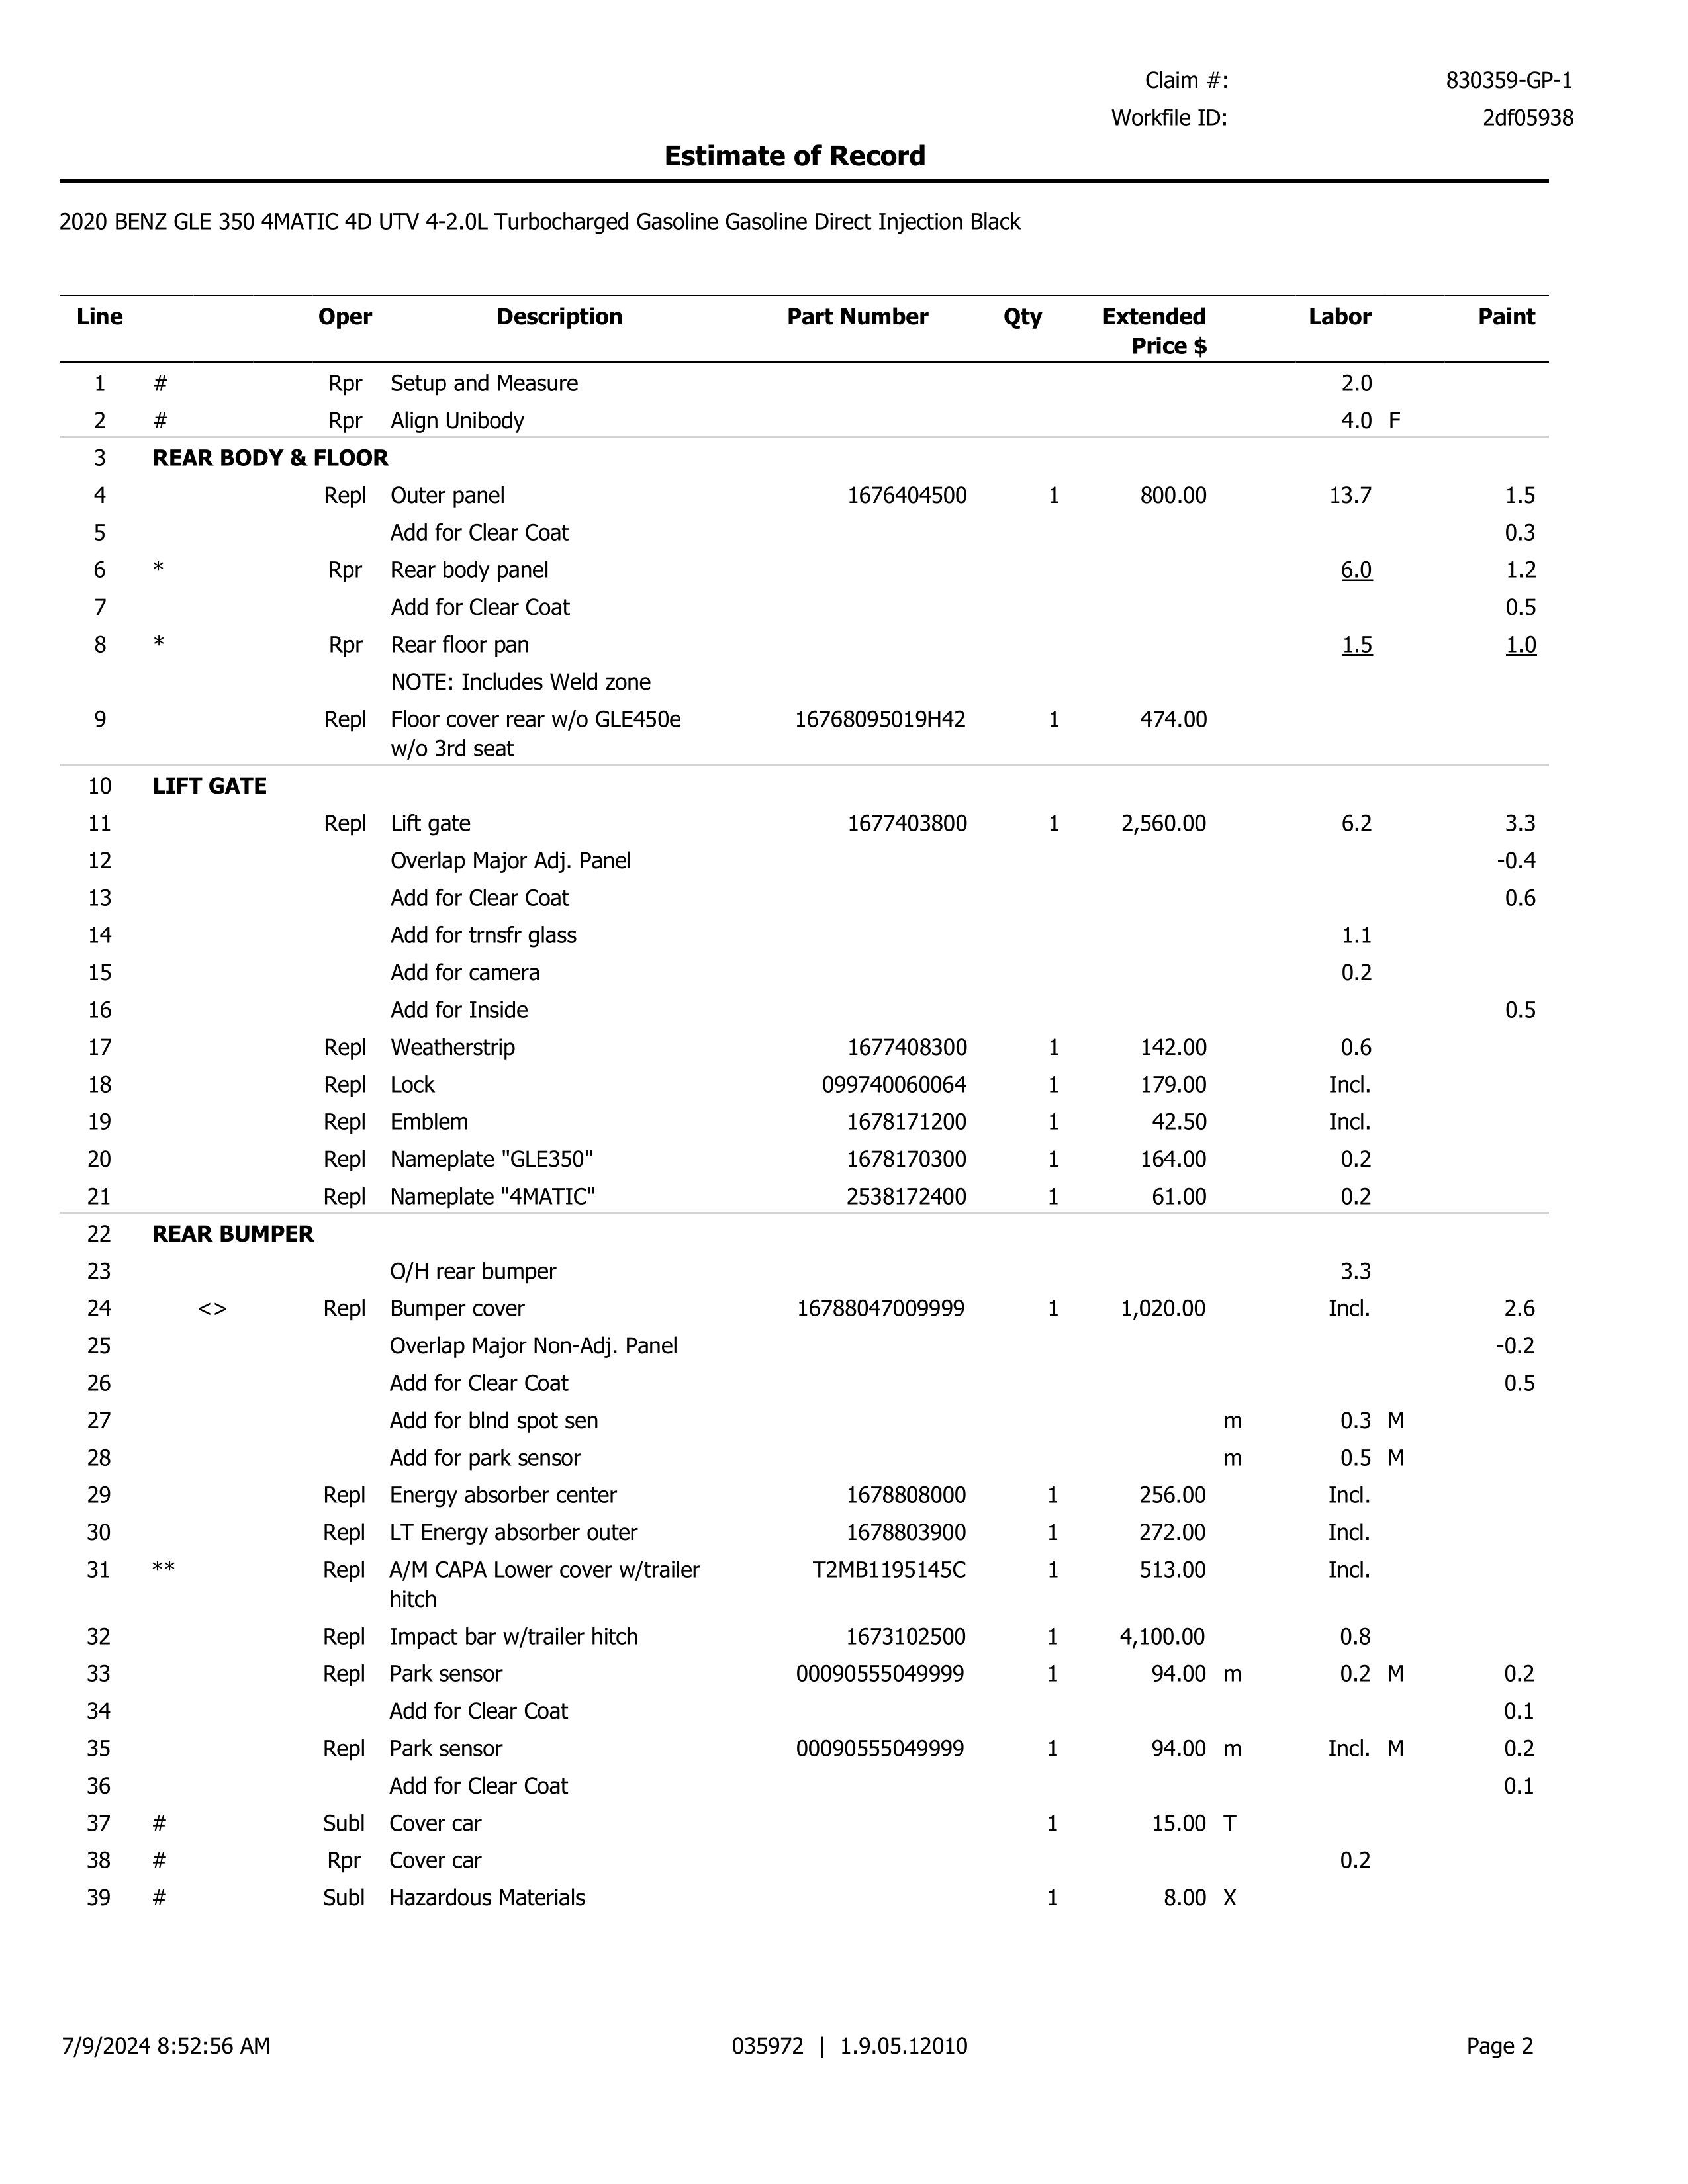 Claim #: 830359-GP-1
Workfile ID: 2df05938
Estimate of Record
2020 BENZ GLE 350 4MATIC 4D UTV 4-2.0L Turbocharged Gasoline Gasoline Direct Injection Black
Line Oper Description Part Number Qty Extended Labor Paint
Price $
1 # Rpr Setup and Measure 2.0
2 # Rpr Align Unibody 4.0 F
3 REAR BODY & FLOOR
4 Repl Outer panel 1676404500 1 800.00 13.7 1.5
5 Add for Clear Coat 0.3
6 * Rpr Rear body panel 6.0 1.2
7 Add for Clear Coat 0.5
8 * Rpr Rear floor pan 1.5 1.0
NOTE: Includes Weld zone
9 Repl Floor cover rear w/o GLE450e 16768095019H42 1 474.00
w/o 3rd seat
10 LIFT GATE
11 Repl Lift gate 1677403800 1 2,560.00 6.2 3.3
12 Overlap Major Adj. Panel -0.4
13 Add for Clear Coat 0.6
14 Add for trnsfr glass 1.1
15 Add for camera 0.2
16 Add for Inside 0.5
17 Repl Weatherstrip 1677408300 1 142.00 0.6
18 Repl Lock 099740060064 1 179.00 Incl.
19 Repl Emblem 1678171200 1 42.50 Incl.
20 Repl Nameplate "GLE350" 1678170300 1 164.00 0.2
21 Repl Nameplate "4MATIC" 2538172400 1 61.00 0.2
22 REAR BUMPER
23 O/H rear bumper 3.3
24 <> Repl Bumper cover 16788047009999 1 1,020.00 Incl. 2.6
25 Overlap Major Non-Adj. Panel -0.2
26 Add for Clear Coat 0.5
27 Add for blnd spot sen m 0.3 M
28 Add for park sensor m 0.5 M
29 Repl Energy absorber center 1678808000 1 256.00 Incl.
30 Repl LT Energy absorber outer 1678803900 1 272.00 Incl.
31 ** Repl A/M CAPA Lower cover w/trailer T2MB1195145C 1 513.00 Incl.
hitch
32 Repl Impact bar w/trailer hitch 1673102500 1 4,100.00 0.8
33 Repl Park sensor 00090555049999 1 94.00 m 0.2 M 0.2
34 Add for Clear Coat 0.1
35 Repl Park sensor 00090555049999 1 94.00 m Incl. M 0.2
36 Add for Clear Coat 0.1
37 # Subl Cover car 1 15.00 T
38 # Rpr Cover car 0.2
39 # Subl Hazardous Materials 1 8.00 X
7/9/2024 8:52:56 AM 035972 | 1.9.05.12010 Page 2